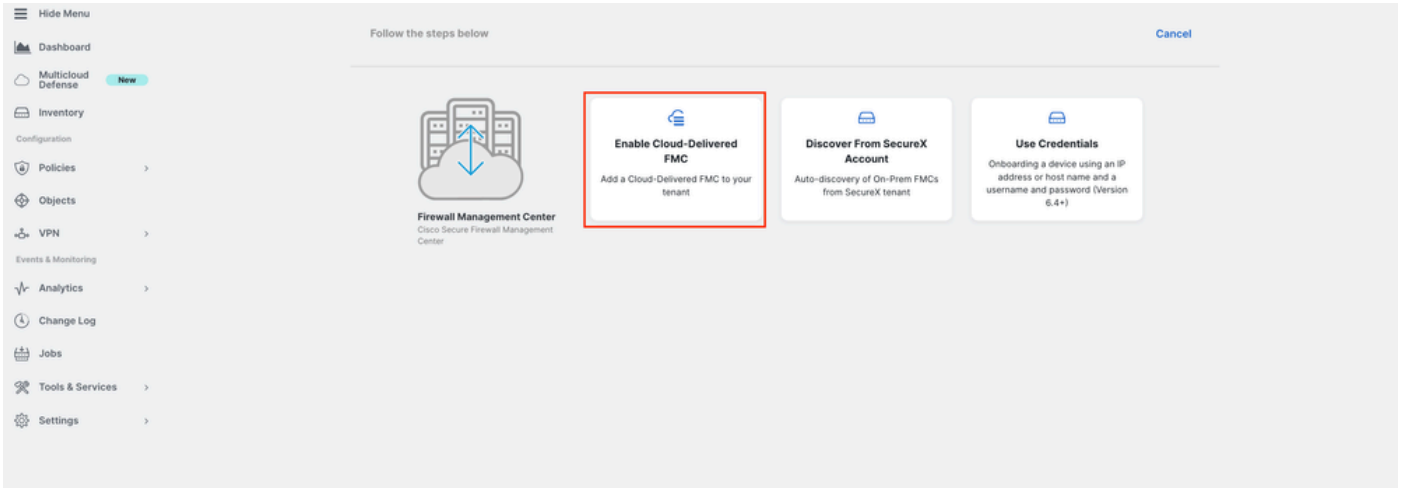 Hide Menu
Dashboard
Multicloud
Defense
New
Inventory
Configuration
Policies
Objects
VPN
Events & Monitoring
Analytics
Change Log
Jobs
Tools & Services
Settings
Follow the steps below
Cancel
Firewall Management Center
Cisco Secure Firewall Management
Center
Enable Cloud-Delivered
FMC
Add a Cloud-Delivered FMC to your
tenant
Discover From SecureX
Account
Auto-discovery of On-Prem FMCs
from SecureX tenant
Use Credentials
Onboarding a device using an IP
address or host name and a
username and password (Version
6.4+)